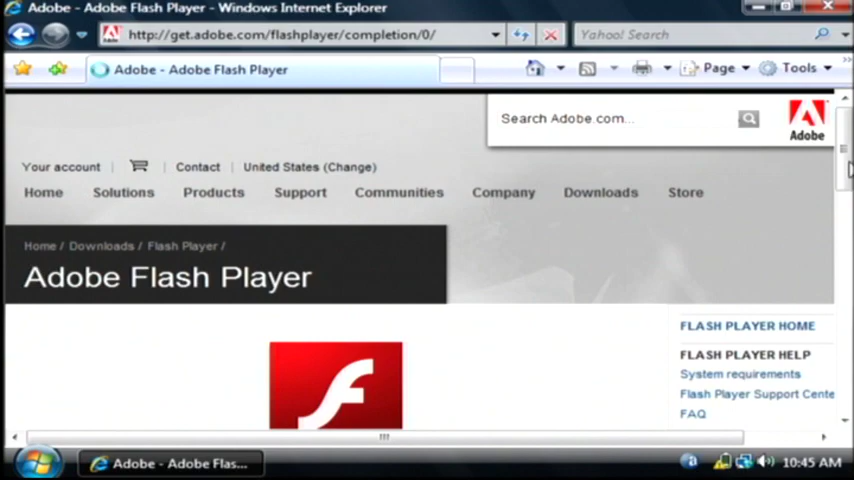 Adobe - Adobe Flash Player - Windows Internet Explorer
http://get.adobe.com/flashplayer/completion/0/
Yahoo! Search
Adobe - Adobe Flash Player
Page
Tools
Search Adobe.com...
Adobe
Your account
Contact
United States (Change)
Home
Solutions
Products
Support
Communities
Company
Downloads
Store
Home / Downloads / Flash Player /
Adobe Flash Player
FLASH PLAYER HOME
FLASH PLAYER HELP
System requirements
Flash Player Support Cente
FAQ
Adobe - Adobe Flas...
10:45 AM